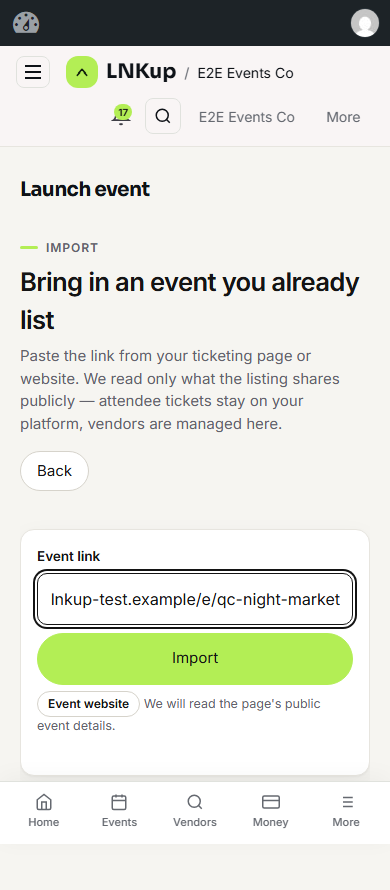 LNKup / E2E Events Co
17
E2E Events Co More
Launch event
IMPORT
Bring in an event you already
list
Paste the link from your ticketing page or
website. We read only what the listing shares
publicly — attendee tickets stay on your
platform, vendors are managed here.
Back
Event link
lnkup-test.example/e/qc-night-market
Import
Event website We will read the page's public
event details.
Home Events Vendors Money More